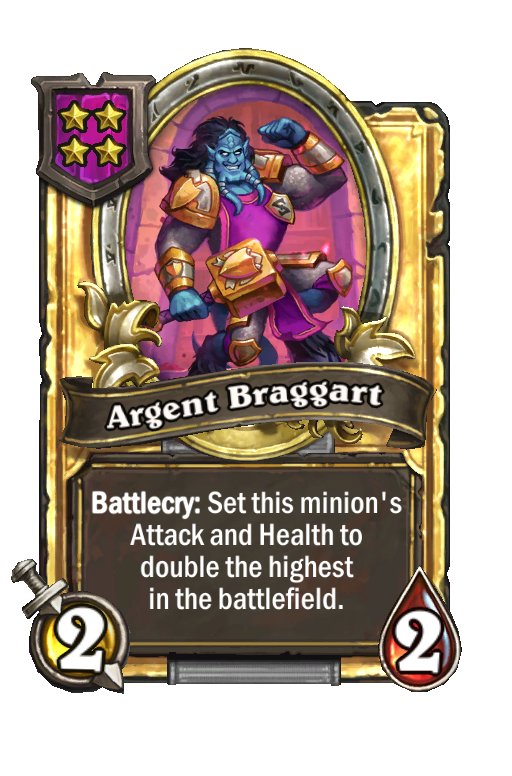 Argent Braggart
Battlecry: Set this minion's
Attack and Health to
double the highest
in the battlefield.
2 2